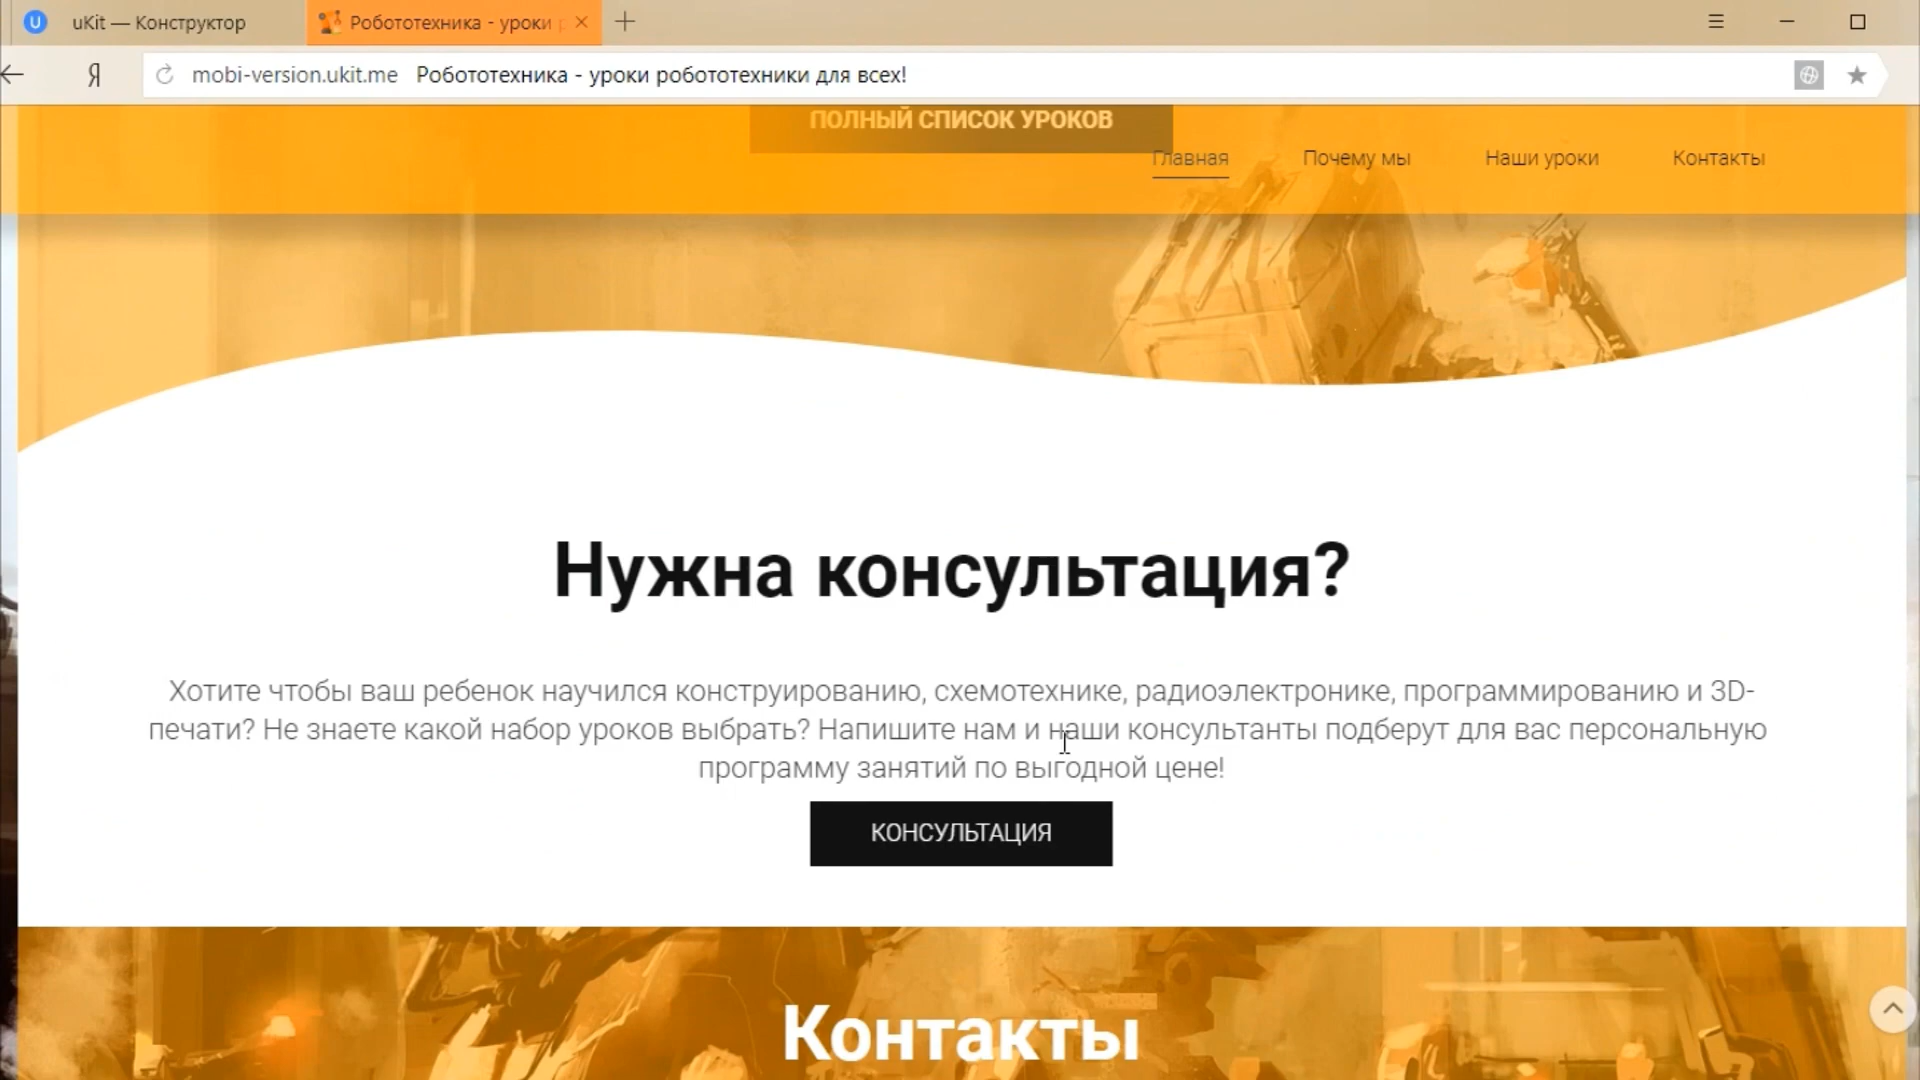 uKit — Конструктор
Робототехника - уроки
Я
mobi-version.ukit.me Робототехника - уроки робототехники для всех!
ПОЛНЫЙ СПИСОК УРОКОВ
Главная Почему мы Наши уроки Контакты
Нужна консультация?
Хотите чтобы ваш ребенок научился конструированию, схемотехнике, радиоэлектронике, программированию и 3D-
печати? Не знаете какой набор уроков выбрать? Напишите нам и наши консультанты подберут для вас персональную
программу занятий по выгодной цене!
КОНСУЛЬТАЦИЯ
Контакты